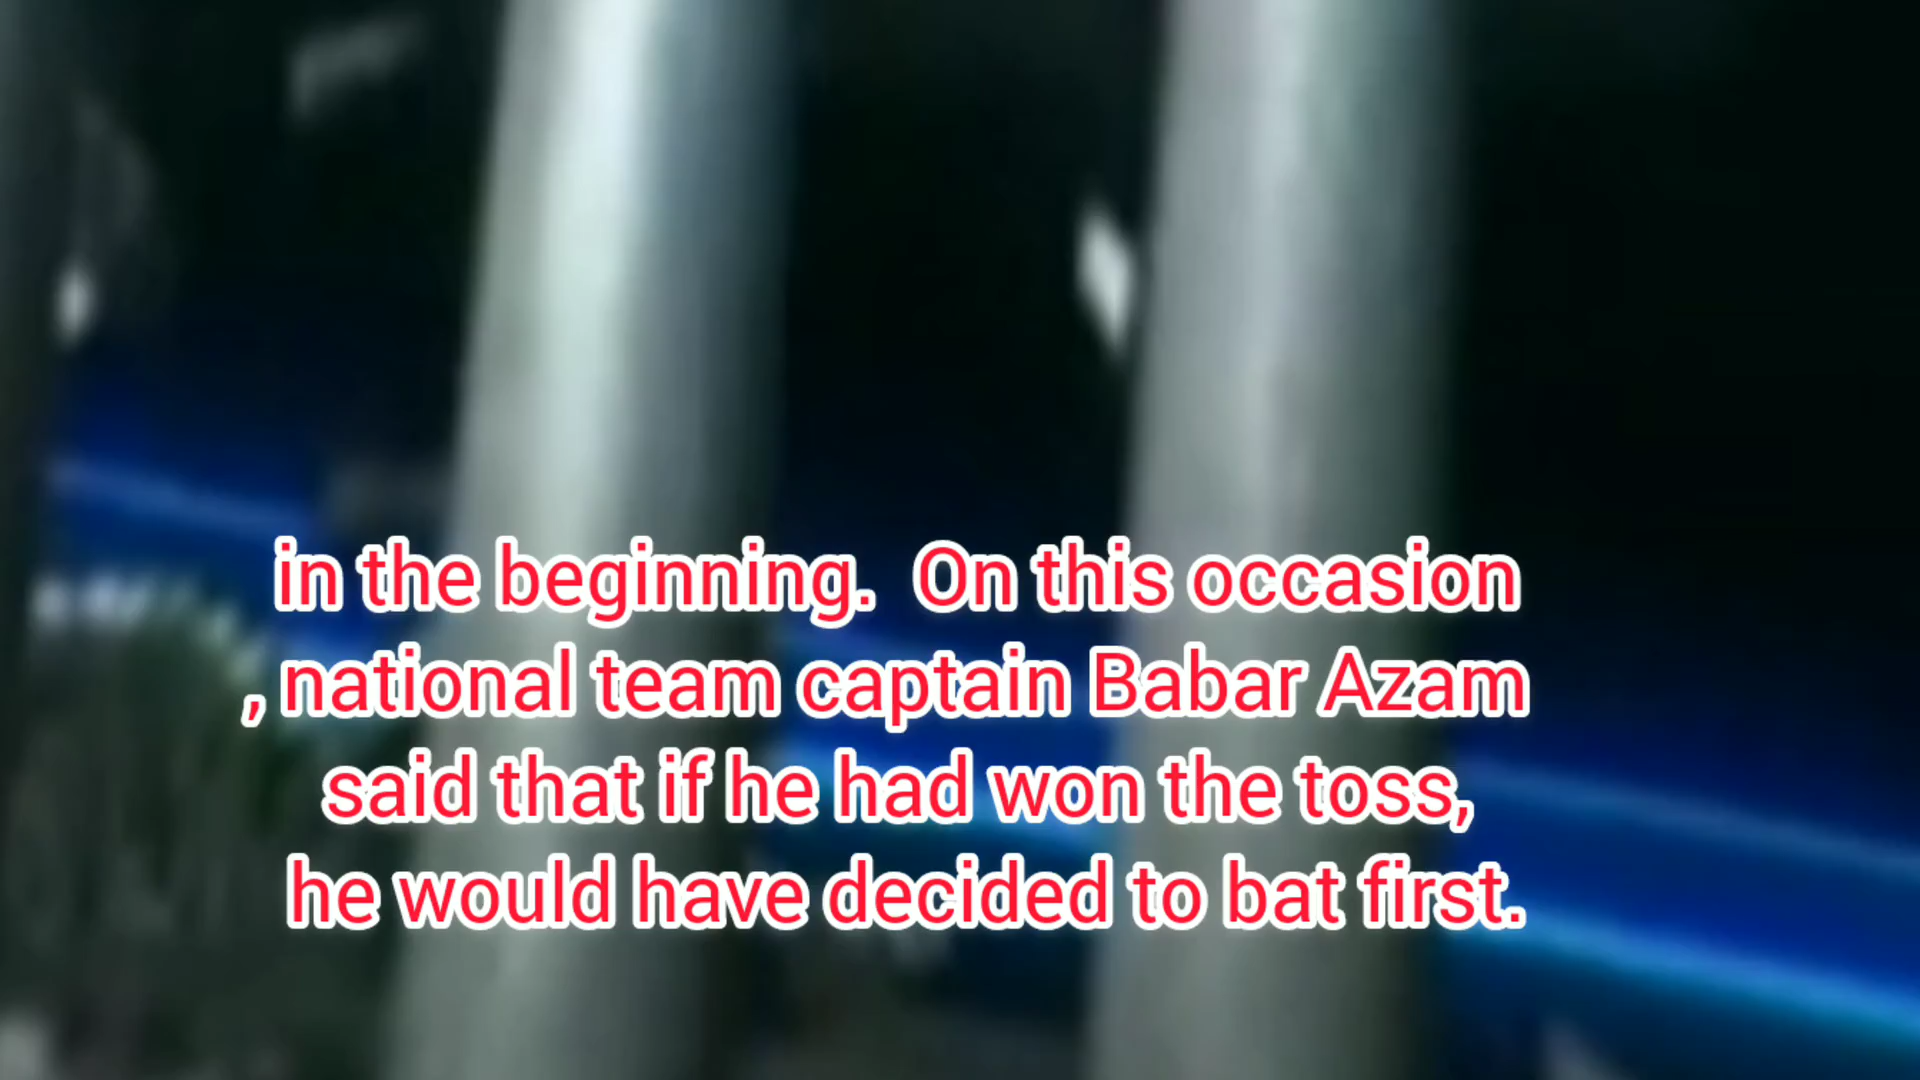 in the beginning.  On this occasion
, national team captain Babar Azam
said that if he had won the toss,
he would have decided to bat first.